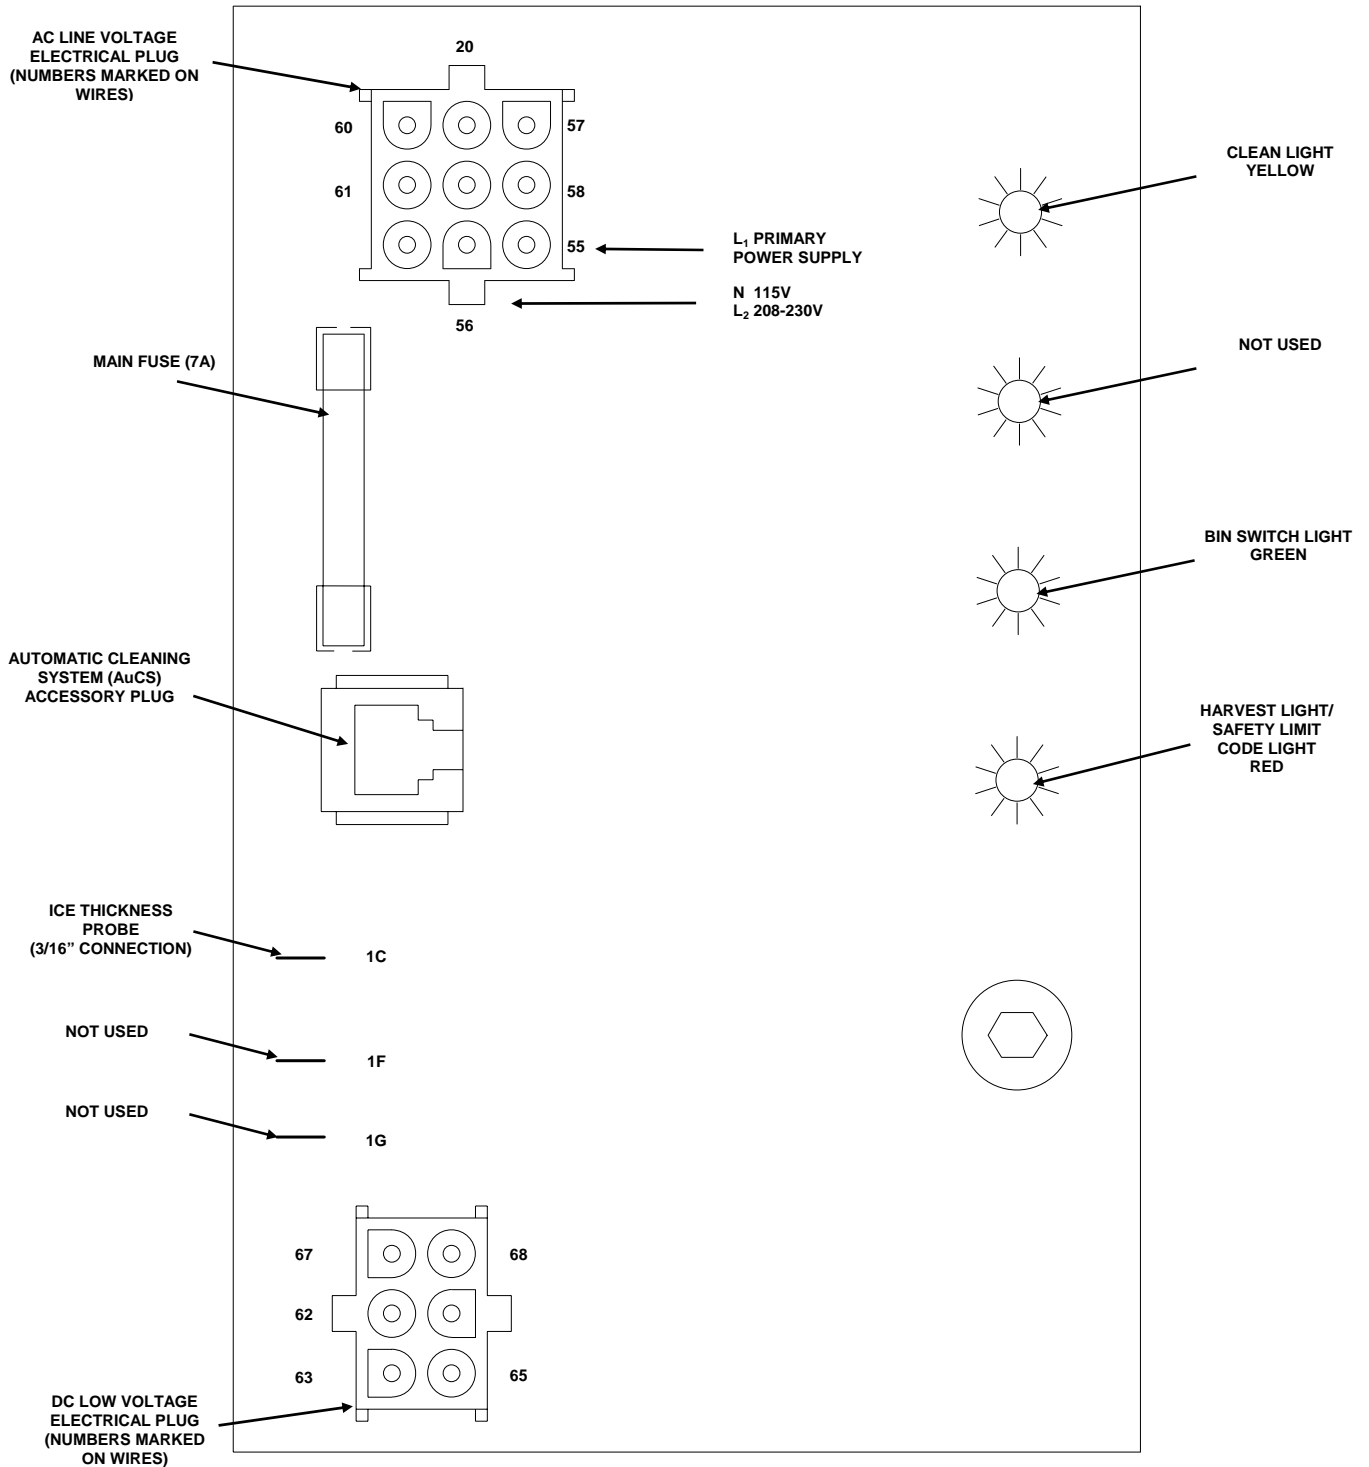 AC LINE VOLTAGE
ELECTRICAL PLUG
(NUMBERS MARKED ON
WIRES)
20
60
57
61
58
55
56
L₁ PRIMARY
POWER SUPPLY
N 115V
L₂ 208-230V
CLEAN LIGHT
YELLOW
NOT USED
MAIN FUSE (7A)
BIN SWITCH LIGHT
GREEN
AUTOMATIC CLEANING
SYSTEM (AuCS)
ACCESSORY PLUG
HARVEST LIGHT/
SAFETY LIMIT
CODE LIGHT
RED
ICE THICKNESS
PROBE
(3/16” CONNECTION)
1C
NOT USED
1F
NOT USED
1G
67
68
62
63
65
DC LOW VOLTAGE
ELECTRICAL PLUG
(NUMBERS MARKED
ON WIRES)